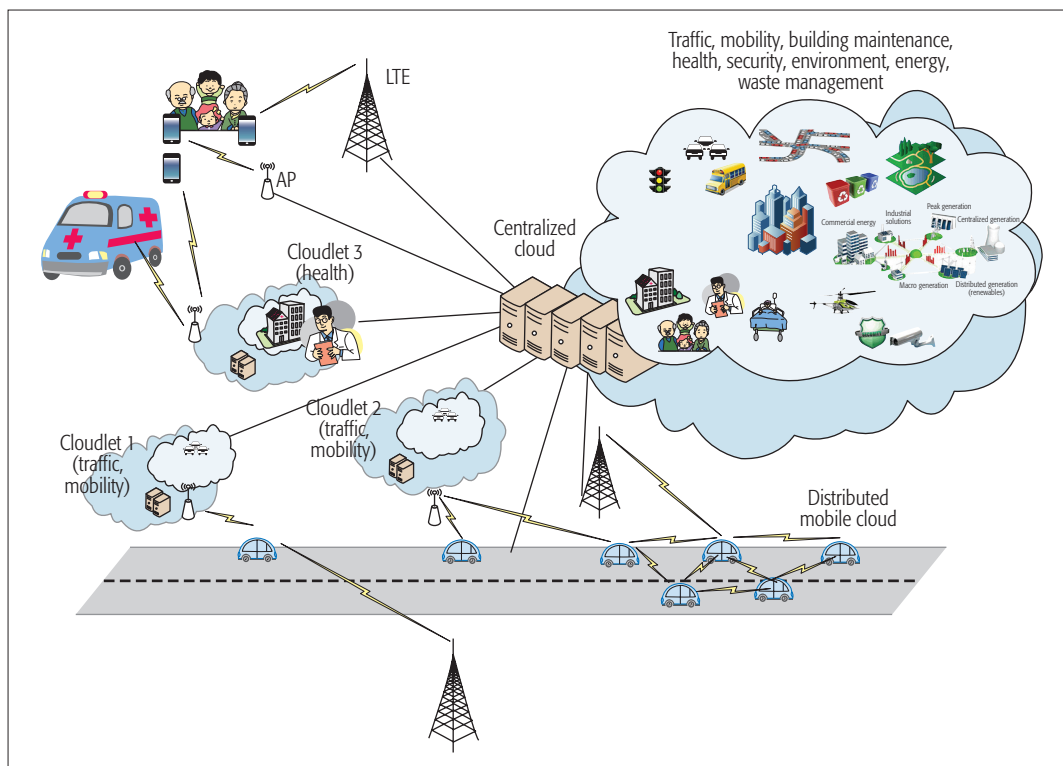 Traffic, mobility, building maintenance,
health, security, environment, energy,
waste management
LTE
AP
Centralized
cloud
Cloudlet 3
(health)
Commercial energy
Industrial
solutions
Peak generation
Centralized generation
Macro generation
Distributed generation
(renewables)
Cloudlet 2
(traffic,
mobility)
Cloudlet 1
(traffic,
mobility)
Distributed
mobile cloud